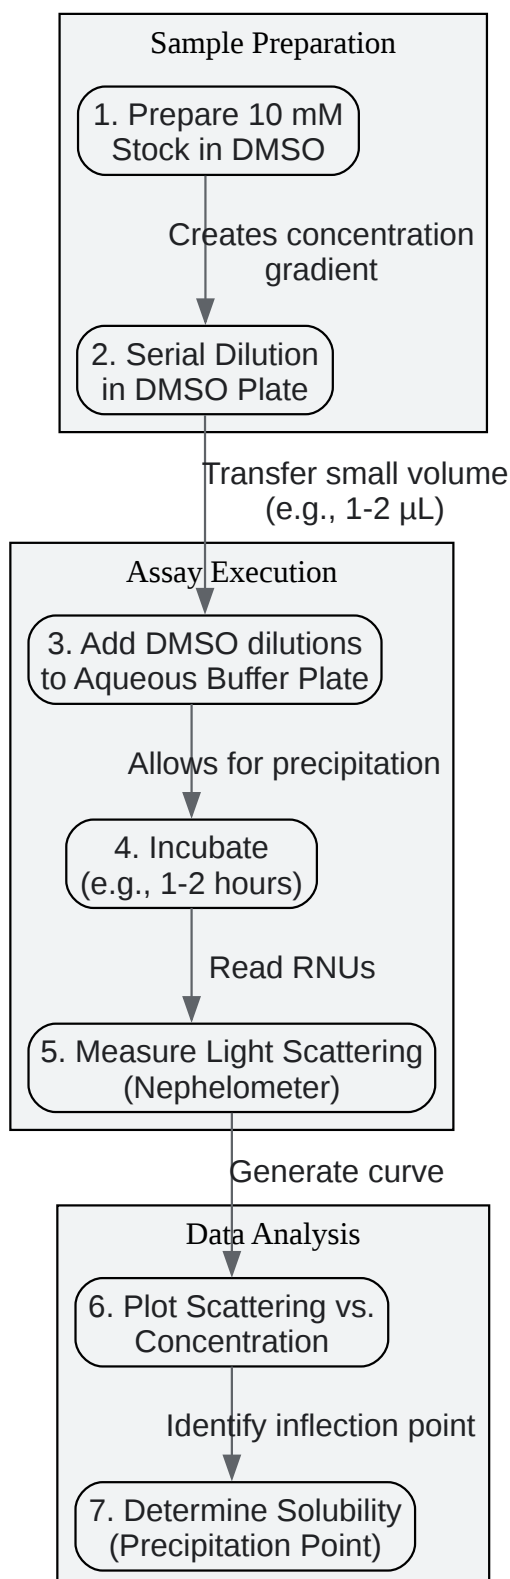 Sample Preparation
1. Prepare 10 mM
Stock in DMSO
Creates concentration
gradient
2. Serial Dilution
in DMSO Plate
Transfer small volume
(e.g., 1-2 µL)
Assay Execution
3. Add DMSO dilutions
to Aqueous Buffer Plate
Allows for precipitation
4. Incubate
(e.g., 1-2 hours)
Read RNUs
5. Measure Light Scattering
(Nephelometer)
Generate curve
Data Analysis
6. Plot Scattering vs.
Concentration
Identify inflection point
7. Determine Solubility
(Precipitation Point)